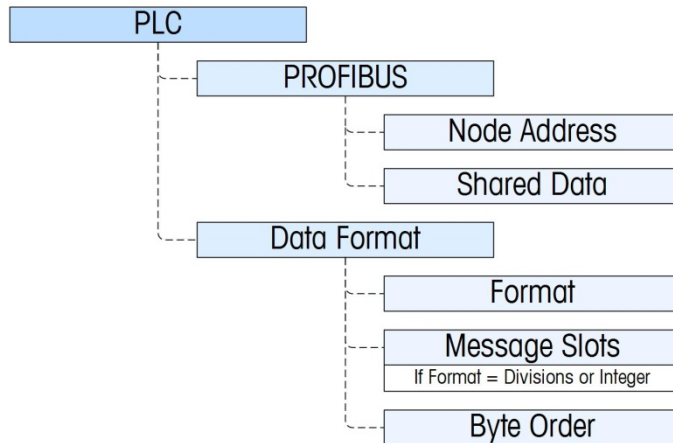 PLC
PROFIBUS
Node Address
Shared Data
Data Format
Format
Message Slots
If Format = Divisions or Integer
Byte Order